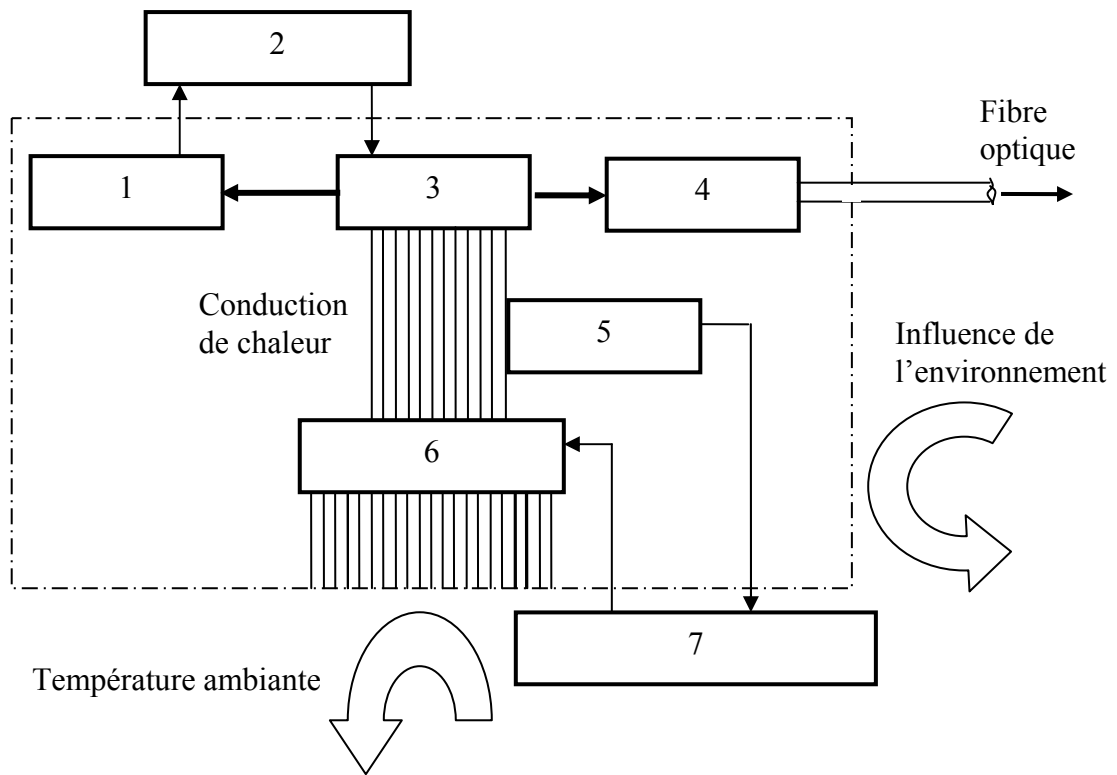 2
Fibre
optique
1
3
4
Conduction
de chaleur
5
Influence de
l’environnement
6
7
Température ambiante